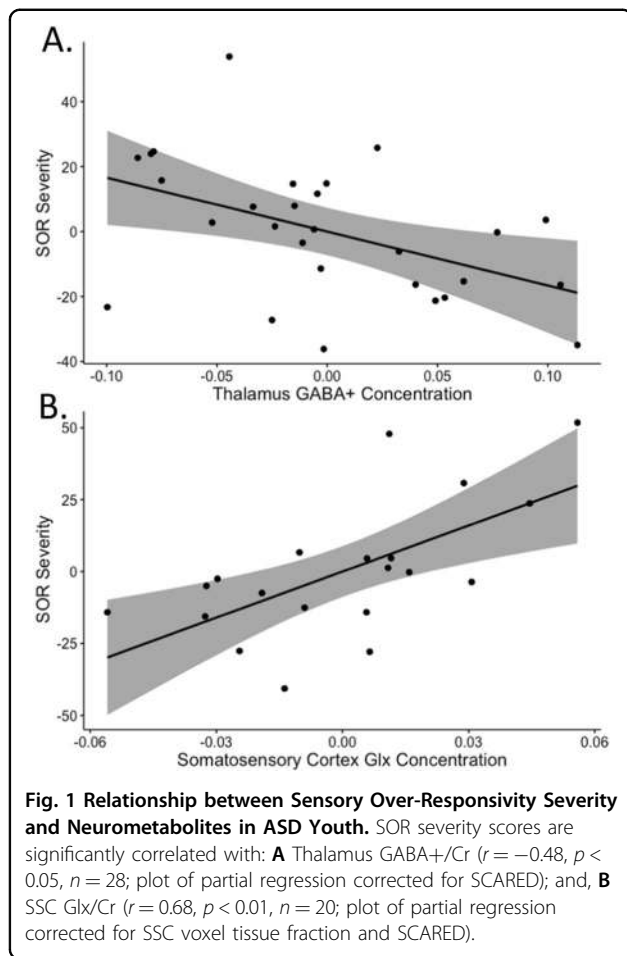 A.
40
20
0
-20
-40
SOR Severity
-0.10 -0.05 0.00 0.05 0.10
Thalamus GABA+ Concentration
B.
50
25
0
-25
-50
SOR Severity
-0.06 -0.03 0.00 0.03 0.06
Somatosensory Cortex Glx Concentration
Fig. 1 Relationship between Sensory Over-Responsivity Severity
and Neurometabolites in ASD Youth. SOR severity scores are
significantly correlated with: A Thalamus GABA+/Cr (r = −0.48, p <
0.05, n = 28; plot of partial regression corrected for SCARED); and, B
SSC Glx/Cr (r = 0.68, p < 0.01, n = 20; plot of partial regression
corrected for SSC voxel tissue fraction and SCARED).